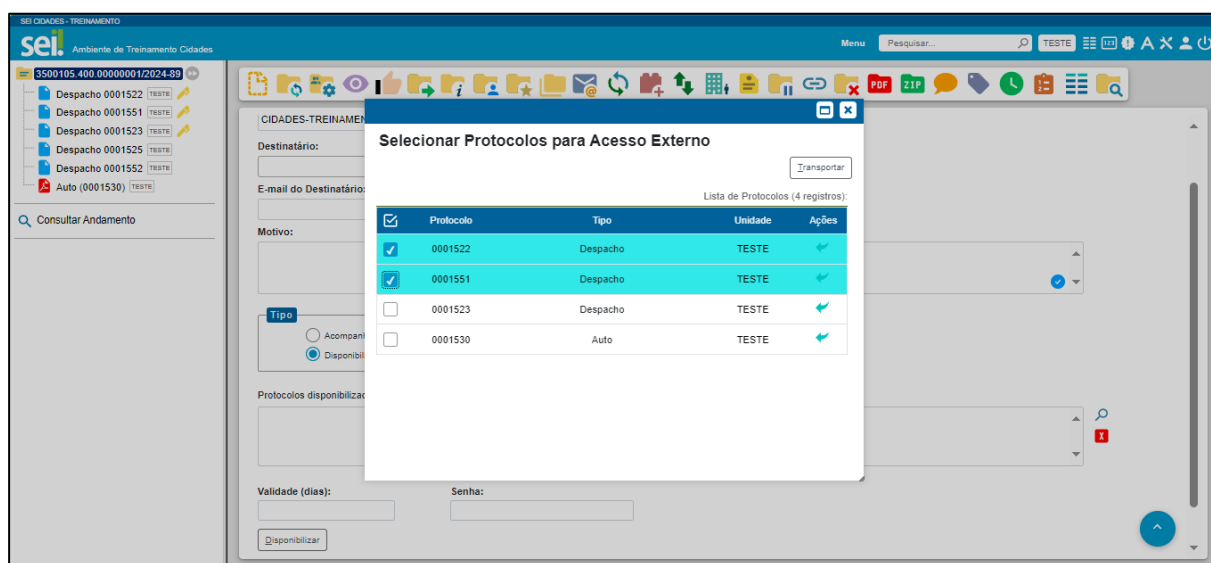 SEI CIDADES - TREINAMENTO
sei! Ambiente de Treinamento Cidades
Menu Pesquisar... TESTE
3500105.400.00000001/2024-89
Despacho 0001522 TESTE
Despacho 0001551 TESTE
Despacho 0001523 TESTE
Despacho 0001525 TESTE
Despacho 0001552 TESTE
Auto (0001530) TESTE
Consultar Andamento
PDF ZIP
CIDADES-TREINAMEN
Destinatário:
E-mail do Destinatário:
Motivo:
Tipo
Acompan
Disponibil
Protocolos disponibiliza
Validade (dias): Senha:
Disponibilizar
Selecionar Protocolos para Acesso Externo
Transportar
Lista de Protocolos (4 registros):
Protocolo Tipo Unidade Ações
0001522 Despacho TESTE
0001551 Despacho TESTE
0001523 Despacho TESTE
0001530 Auto TESTE